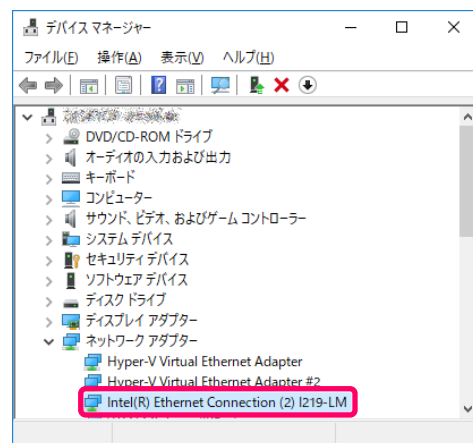 デバイス マネージャー
ファイル(F) 操作(A) 表示(V) ヘルプ(H)
DVD/CD-ROM ドライブ
オーディオの入力および出力
キーボード
コンピューター
サウンド、ビデオ、およびゲーム コントローラー
システム デバイス
セキュリティ デバイス
ソフトウェア デバイス
ディスク ドライブ
ディスプレイ アダプター
ネットワーク アダプター
Hyper-V Virtual Ethernet Adapter
Hyper-V Virtual Ethernet Adapter #2
Intel(R) Ethernet Connection (2) I219-LM